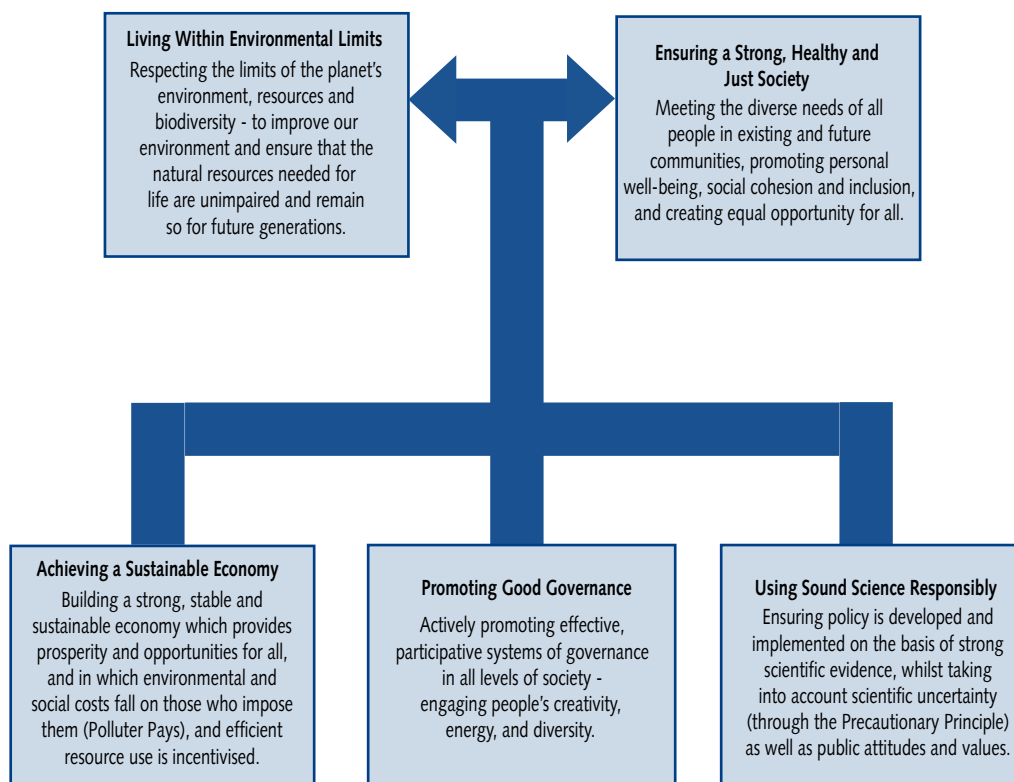 Living Within Environmental Limits
Respecting the limits of the planet's
environment, resources and
biodiversity - to improve our
environment and ensure that the
natural resources needed for
life are unimpaired and remain
so for future generations.
Ensuring a Strong, Healthy and
Just Society
Meeting the diverse needs of all
people in existing and future
communities, promoting personal
well-being, social cohesion and inclusion,
and creating equal opportunity for all.
Achieving a Sustainable Economy
Building a strong, stable and
sustainable economy which provides
prosperity and opportunities for all,
and in which environmental and
social costs fall on those who impose
them (Polluter Pays), and efficient
resource use is incentivised.
Promoting Good Governance
Actively promoting effective,
participative systems of governance
in all levels of society -
engaging people's creativity,
energy, and diversity.
Using Sound Science Responsibly
Ensuring policy is developed and
implemented on the basis of strong
scientific evidence, whilst taking
into account scientific uncertainty
(through the Precautionary Principle)
as well as public attitudes and values.